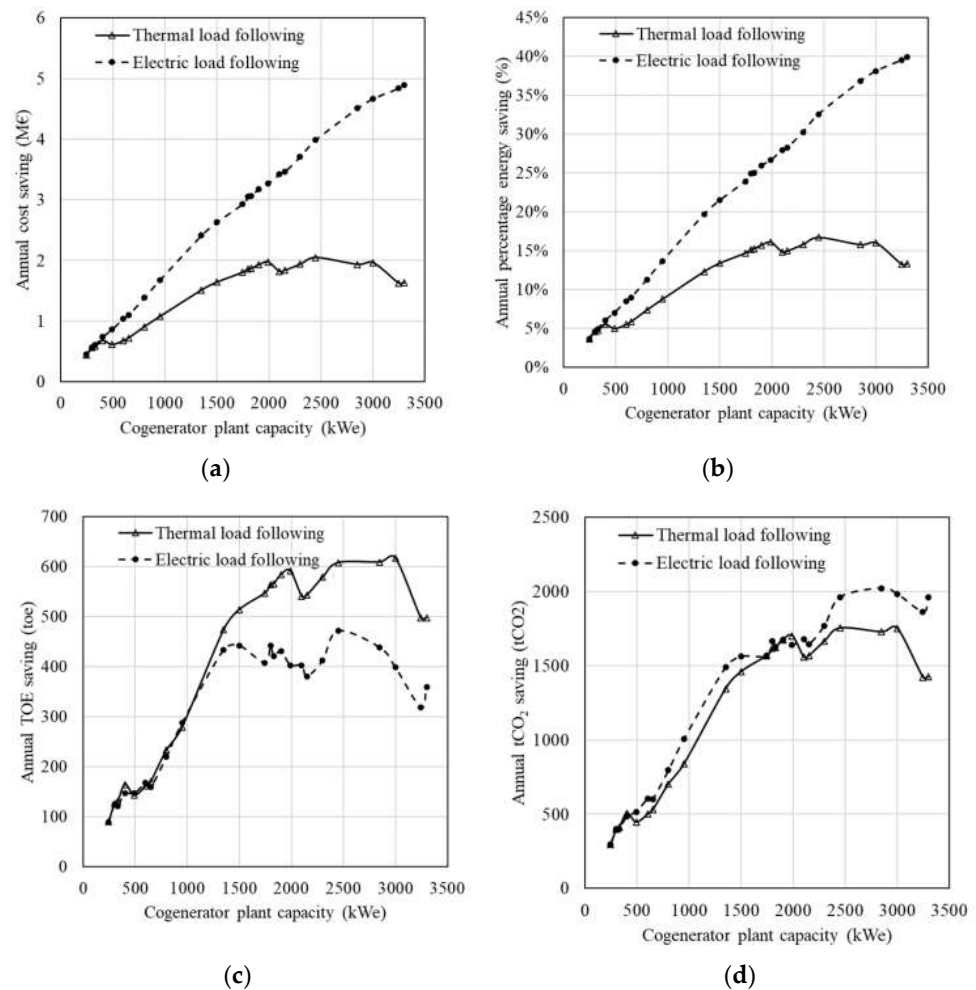 6
5
4
3
2
1
0
Annual cost saving (M€)
Thermal load following
Electric load following
0 500 1000 1500 2000 2500 3000 3500
Cogenerator plant capacity (kWe)
(a)
45%
40%
35%
30%
25%
20%
15%
10%
5%
0%
Annual percentage energy saving (%)
Thermal load following
Electric load following
0 500 1000 1500 2000 2500 3000 3500
Cogenerator plant capacity (kWe)
(b)
700
600
500
400
300
200
100
0
Annual TOE saving (toe)
Thermal load following
Electric load following
0 500 1000 1500 2000 2500 3000 3500
Cogenerator plant capacity (kWe)
(c)
2500
2000
1500
1000
500
0
Annual tCO₂ saving (tCO2)
Thermal load following
Electric load following
0 500 1000 1500 2000 2500 3000 3500
Cogenerator plant capacity (kWe)
(d)